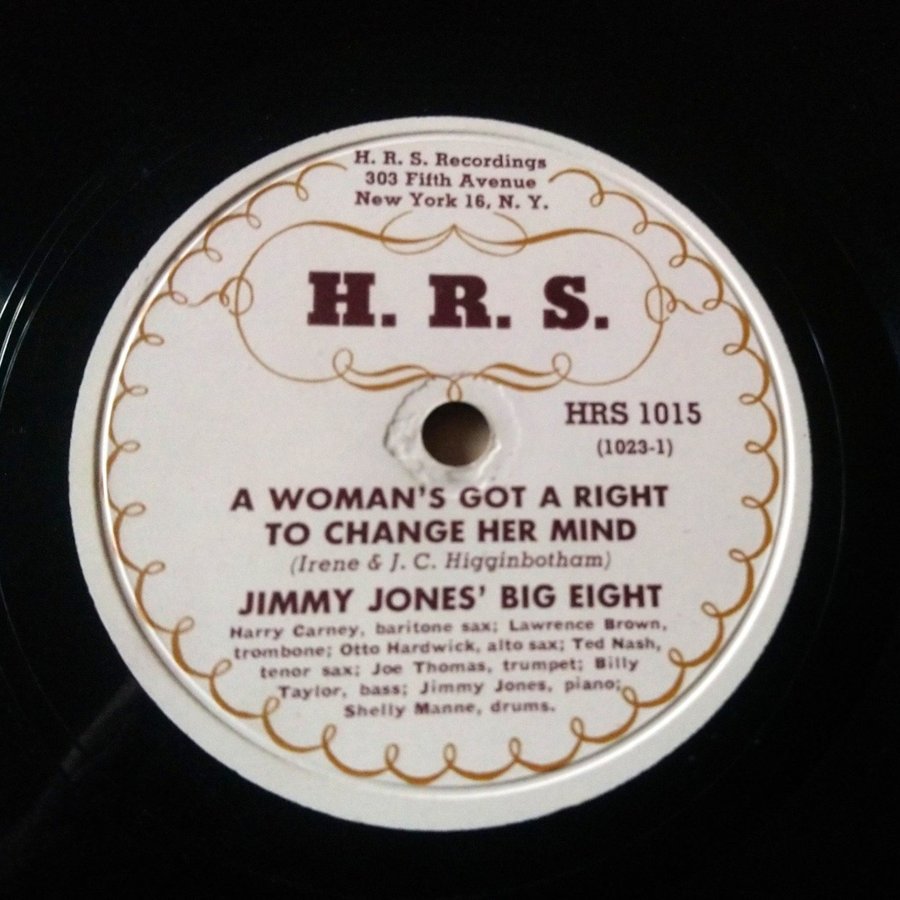 H. R. S. Recordings
303 Fifth Avenue
New York 16, N. Y.
H. R. S.
HRS 1015
(1023-1)
A WOMAN'S GOT A RIGHT
TO CHANGE HER MIND
(Irene & J. C. Higginbotham)
JIMMY JONES' BIG EIGHT
Harry Carney, baritone sax; Lawrence Brown,
trombone; Otto Hardwick, alto sax; Ted Nash,
tenor sax; Joe Thomas, trumpet; Billy
Taylor, bass; Jimmy Jones, piano;
Shelly Manne, drums.